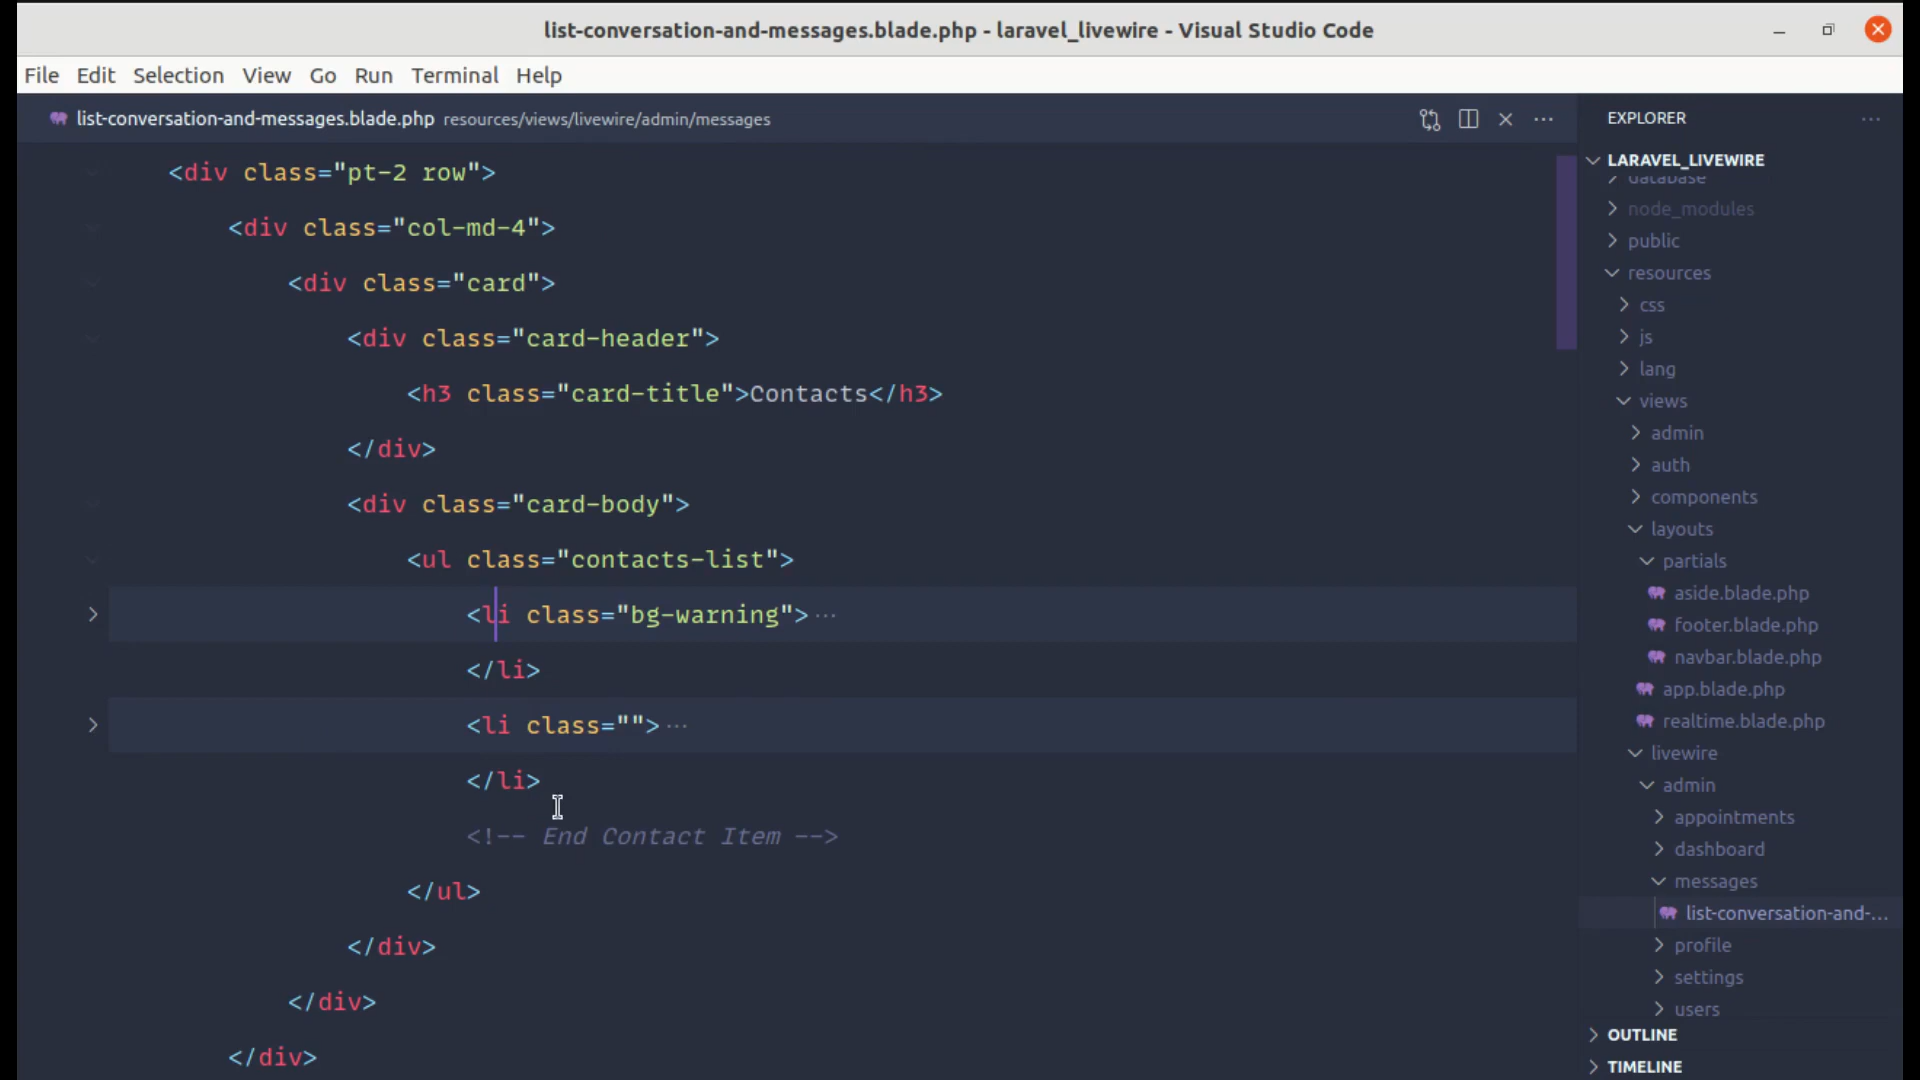 list-conversation-and-messages.blade.php - laravel_livewire - Visual Studio Code
File Edit Selection View Go Run Terminal Help
list-conversation-and-messages.blade.php resources/views/livewire/admin/messages
<div class="pt-2 row">
<div class="col-md-4">
<div class="card">
<div class="card-header">
<h3 class="card-title">Contacts</h3>
</div>
<div class="card-body">
<ul class="contacts-list">
<li class="bg-warning">···
</li>
<li class="">···
</li>
<!-- End Contact Item -->
</ul>
</div>
</div>
</div>
EXPLORER
LARAVEL_LIVEWIRE
database
node_modules
public
resources
css
js
lang
views
admin
auth
components
layouts
partials
aside.blade.php
footer.blade.php
navbar.blade.php
app.blade.php
realtime.blade.php
livewire
admin
appointments
dashboard
messages
list-conversation-and-...
profile
settings
users
OUTLINE
TIMELINE